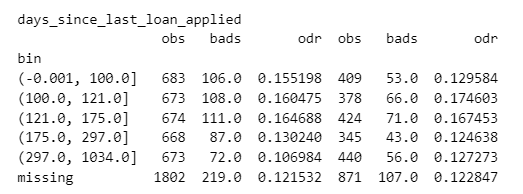 days_since_last_loan_applied
obs bads odr obs bads odr
bin
(-0.001, 100.0] 683 106.0 0.155198 409 53.0 0.129584
(100.0, 121.0] 673 108.0 0.160475 378 66.0 0.174603
(121.0, 175.0] 674 111.0 0.164688 424 71.0 0.167453
(175.0, 297.0] 668 87.0 0.130240 345 43.0 0.124638
(297.0, 1034.0] 673 72.0 0.106984 440 56.0 0.127273
missing 1802 219.0 0.121532 871 107.0 0.122847